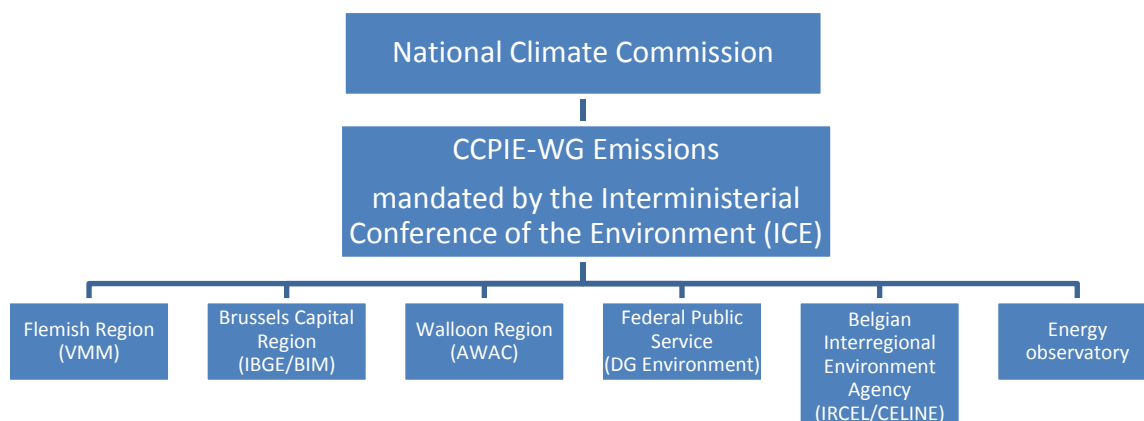 National Climate Commission
CCPIE-WG Emissions
mandated by the Interministerial
Conference of the Environment (ICE)
Flemish Region
(VMM)
Brussels Capital
Region
(IBGE/BIM)
Walloon Region
(AWAC)
Federal Public
Service
(DG Environment)
Belgian
Interregional
Environment
Agency
(IRCEL/CELINE)
Energy
observatory